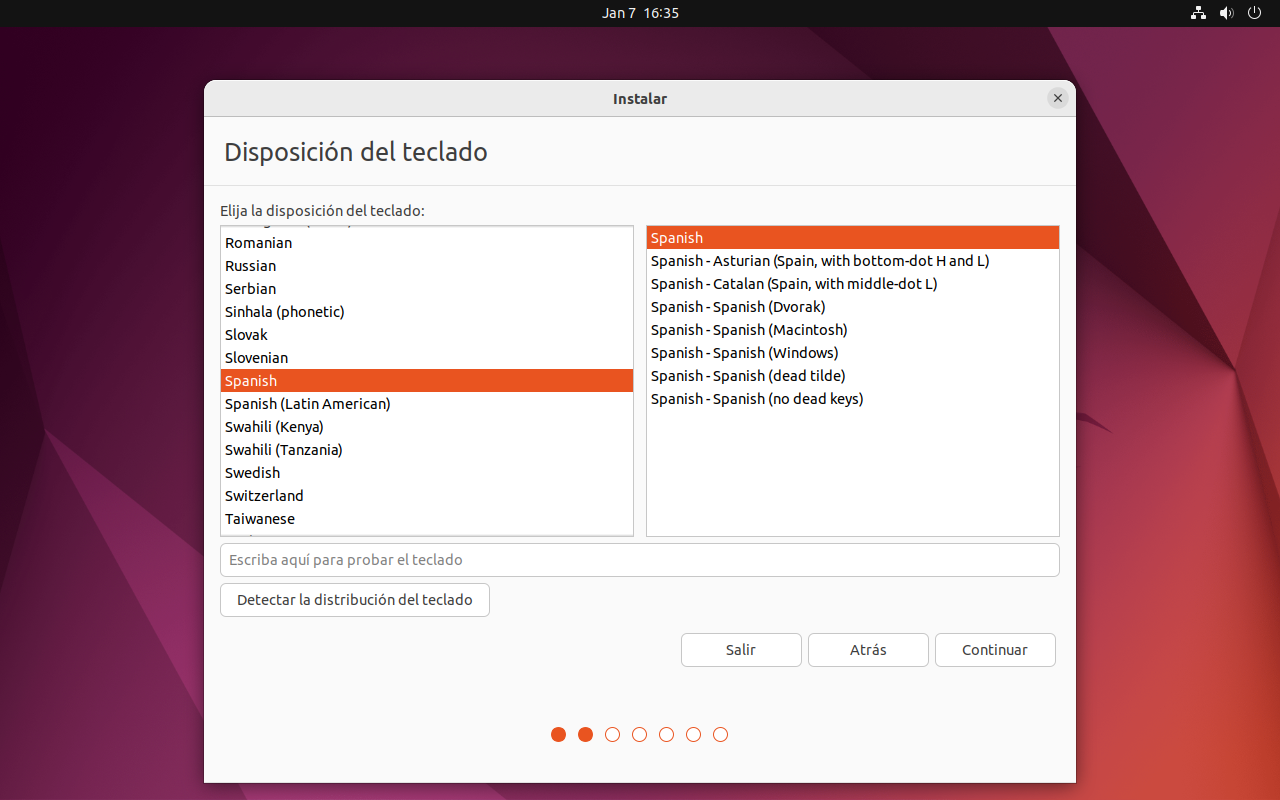 Jan 7 16:35
Instalar
Disposición del teclado
Elija la disposición del teclado:
Romanian
Russian
Serbian
Sinhala (phonetic)
Slovak
Slovenian
Spanish
Spanish (Latin American)
Swahili (Kenya)
Swahili (Tanzania)
Swedish
Switzerland
Taiwanese
Spanish
Spanish - Asturian (Spain, with bottom-dot H and L)
Spanish - Catalan (Spain, with middle-dot L)
Spanish - Spanish (Dvorak)
Spanish - Spanish (Macintosh)
Spanish - Spanish (Windows)
Spanish - Spanish (dead tilde)
Spanish - Spanish (no dead keys)
Escriba aquí para probar el teclado
Detectar la distribución del teclado
Salir
Atrás
Continuar